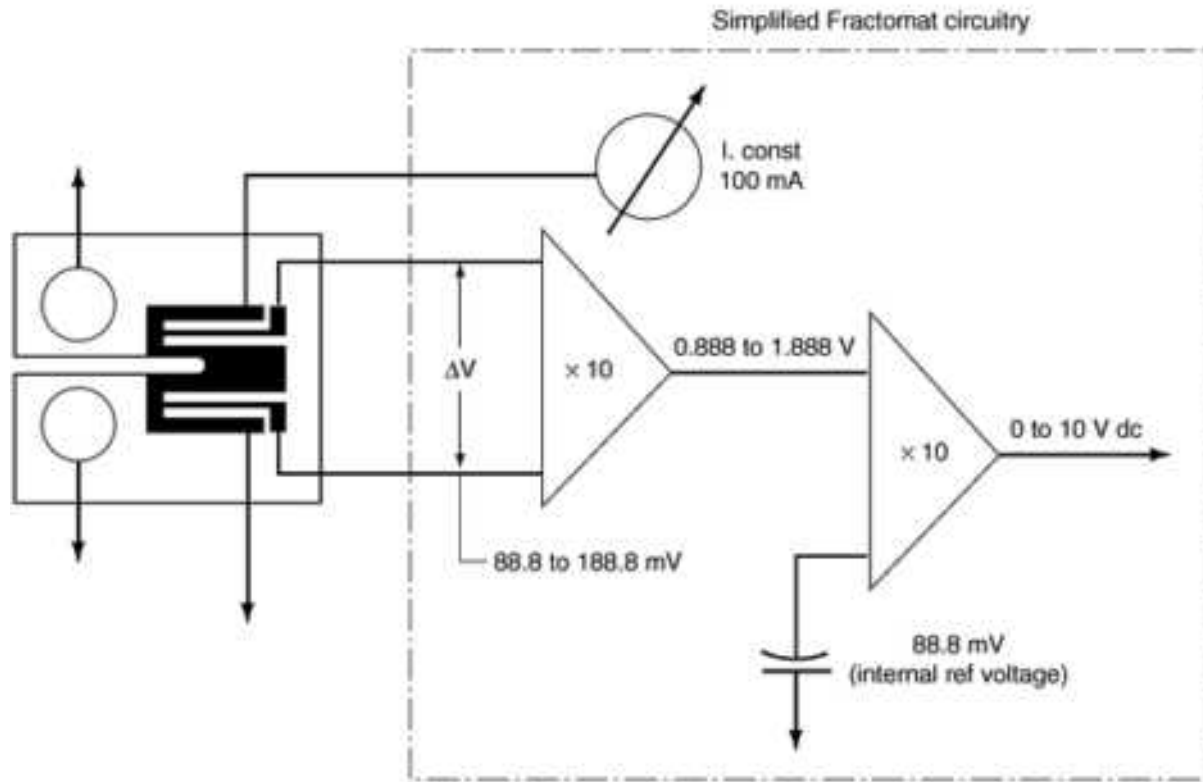 Simplified Fractomat circuitry
I. const
100 mA
ΔV
× 10
0.888 to 1.888 V
× 10
0 to 10 V dc
88.8 to 188.8 mV
88.8 mV
(internal ref voltage)